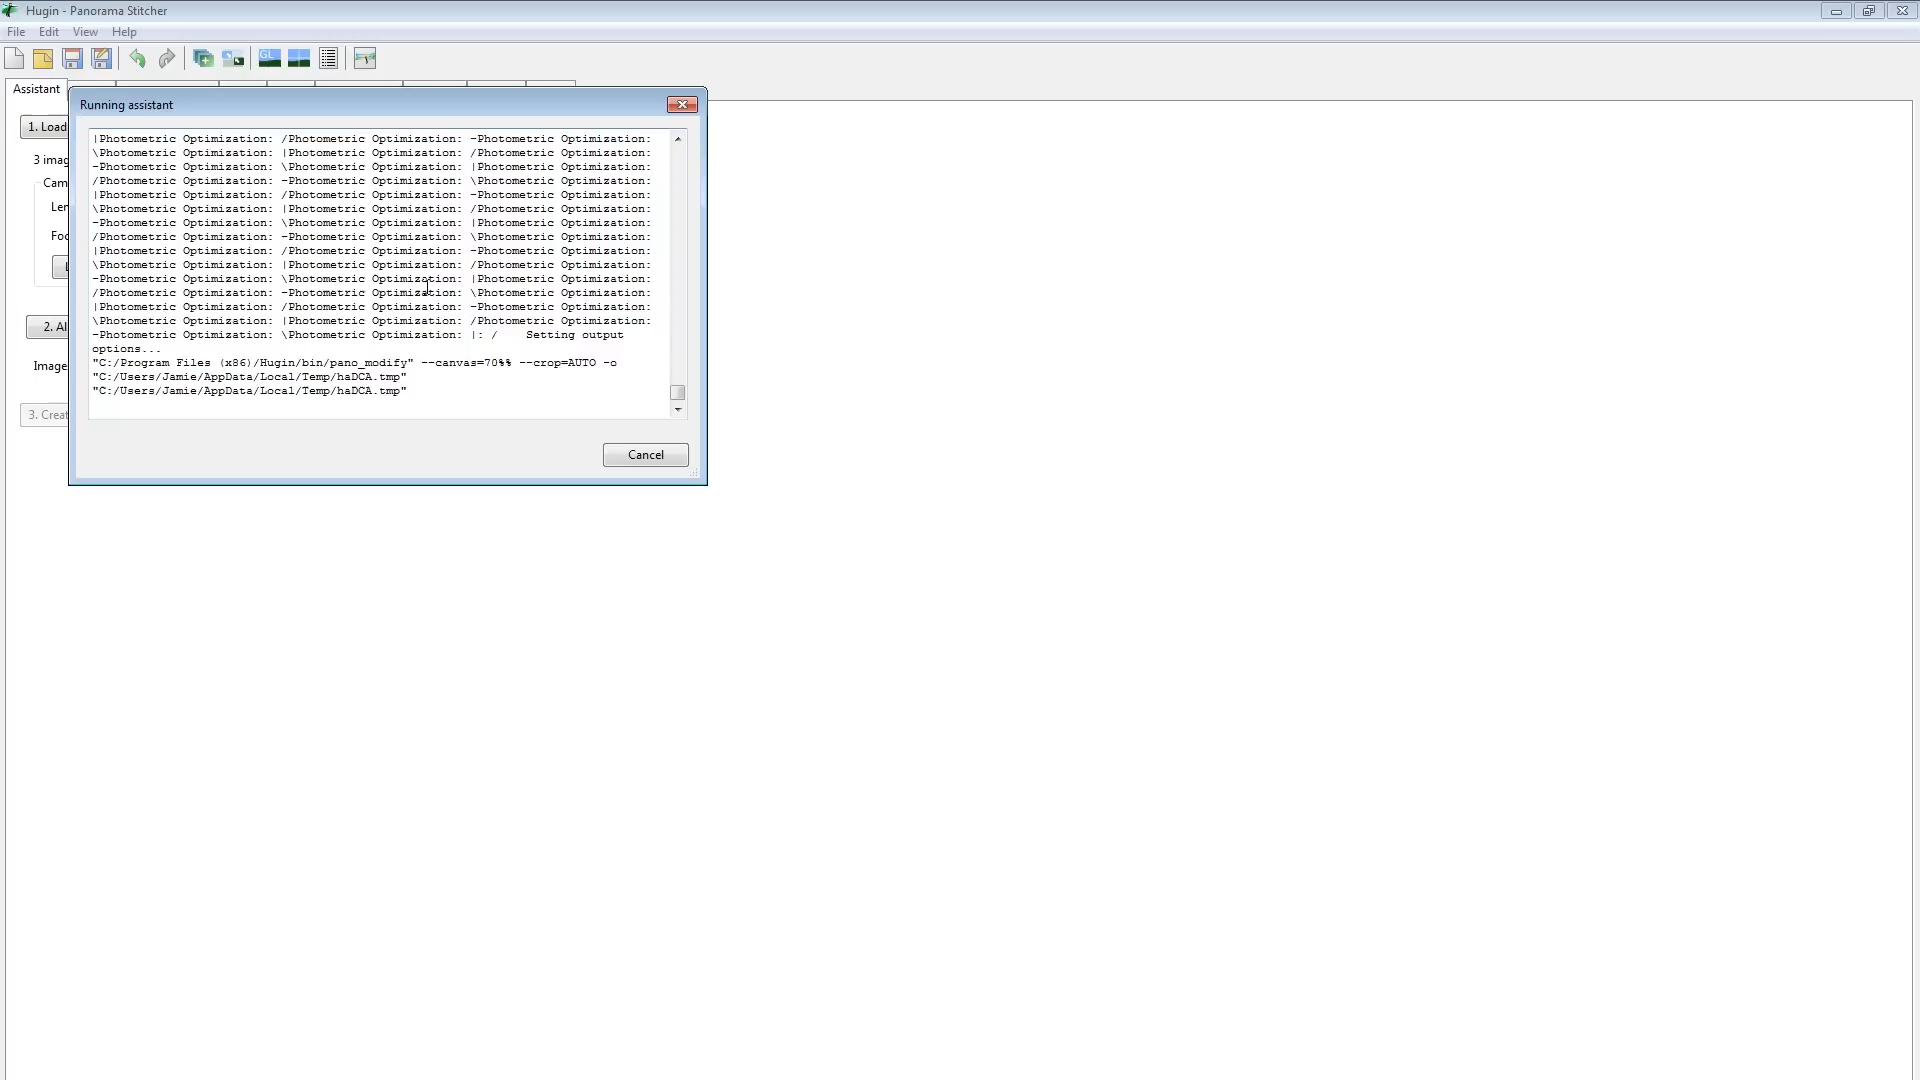 Hugin - Panorama Stitcher
File Edit View Help
GL
Assistant
Running assistant
1. Load
3 imag
Cam
Len
Foc
2. Al
Image
3. Creat
|Photometric Optimization: /Photometric Optimization: -Photometric Optimization:
\Photometric Optimization: |Photometric Optimization: /Photometric Optimization:
-Photometric Optimization: \Photometric Optimization: |Photometric Optimization:
/Photometric Optimization: -Photometric Optimization: \Photometric Optimization:
|Photometric Optimization: /Photometric Optimization: -Photometric Optimization:
\Photometric Optimization: |Photometric Optimization: /Photometric Optimization:
-Photometric Optimization: \Photometric Optimization: |Photometric Optimization:
/Photometric Optimization: -Photometric Optimization: \Photometric Optimization:
|Photometric Optimization: /Photometric Optimization: -Photometric Optimization:
\Photometric Optimization: |Photometric Optimization: /Photometric Optimization:
-Photometric Optimization: \Photometric Optimization: |Photometric Optimization:
/Photometric Optimization: -Photometric Optimization: \Photometric Optimization:
|Photometric Optimization: /Photometric Optimization: -Photometric Optimization:
\Photometric Optimization: |Photometric Optimization: /Photometric Optimization:
-Photometric Optimization: \Photometric Optimization: |: / Setting output
options...
"C:/Program Files (x86)/Hugin/bin/pano_modify" --canvas=70%% --crop=AUTO -o
"C:/Users/Jamie/AppData/Local/Temp/haDCA.tmp"
"C:/Users/Jamie/AppData/Local/Temp/haDCA.tmp"
Cancel